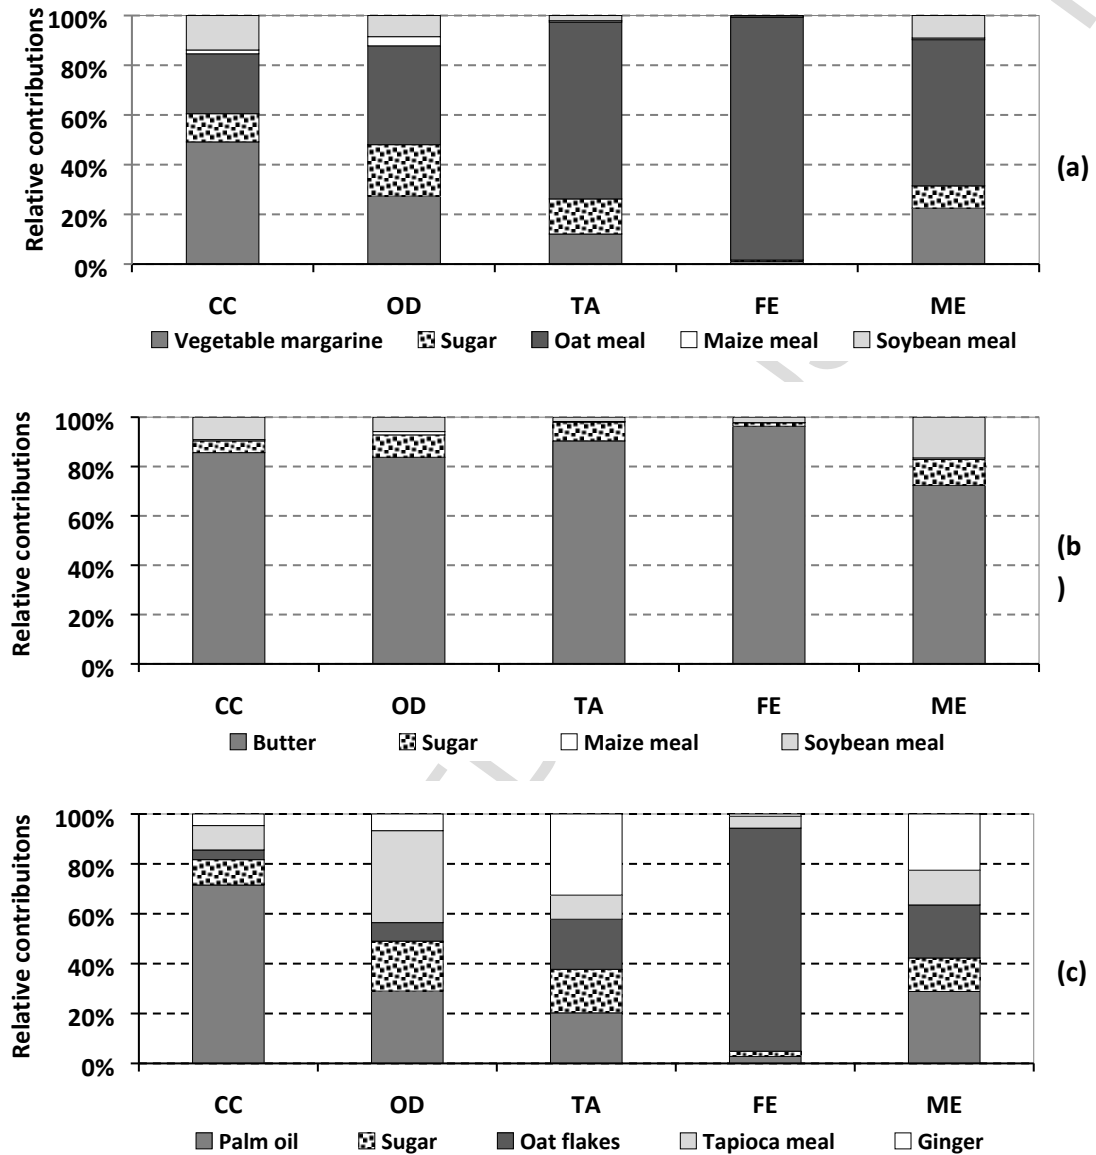 Relative contributions
100%
80%
60%
40%
20%
0%
(a)
CC OD TA FE ME
Vegetable margarine Sugar Oat meal Maize meal Soybean meal
Relative contributions
100%
80%
60%
40%
20%
0%
(b
)
CC OD TA FE ME
Butter Sugar Maize meal Soybean meal
Relative contribuitons
100%
80%
60%
40%
20%
0%
(c)
CC OD TA FE ME
Palm oil Sugar Oat flakes Tapioca meal Ginger